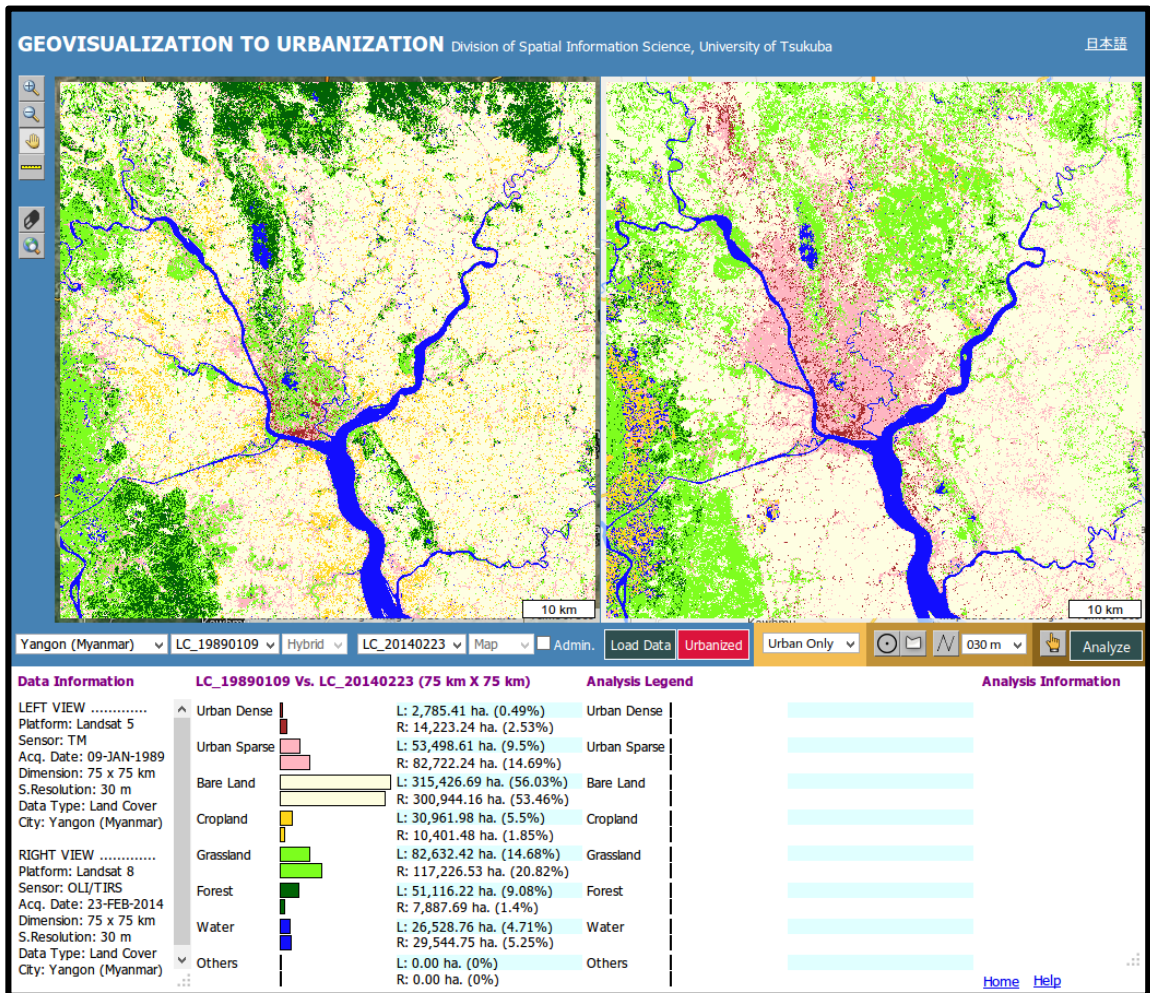 GEOVISUALIZATION TO URBANIZATION Division of Spatial Information Science, University of Tsukuba
日本語
10 km
10 km
Yangon (Myanmar) LC_19890109 Hybrid LC_20140223 Map Admin. Load Data Urbanized Urban Only 030 m Analyze
Data Information
LEFT VIEW .............
Platform: Landsat 5
Sensor: TM
Acq. Date: 09-JAN-1989
Dimension: 75 x 75 km
S.Resolution: 30 m
Data Type: Land Cover
City: Yangon (Myanmar)
RIGHT VIEW .............
Platform: Landsat 8
Sensor: OLI/TIRS
Acq. Date: 23-FEB-2014
Dimension: 75 x 75 km
S.Resolution: 30 m
Data Type: Land Cover
City: Yangon (Myanmar)
LC_19890109 Vs. LC_20140223 (75 km X 75 km)
Urban Dense
L: 2,785.41 ha. (0.49%)
R: 14,223.24 ha. (2.53%)
Urban Sparse
L: 53,498.61 ha. (9.5%)
R: 82,722.24 ha. (14.69%)
Bare Land
L: 315,426.69 ha. (56.03%)
R: 300,944.16 ha. (53.46%)
Cropland
L: 30,961.98 ha. (5.5%)
R: 10,401.48 ha. (1.85%)
Grassland
L: 82,632.42 ha. (14.68%)
R: 117,226.53 ha. (20.82%)
Forest
L: 51,116.22 ha. (9.08%)
R: 7,887.69 ha. (1.4%)
Water
L: 26,528.76 ha. (4.71%)
R: 29,544.75 ha. (5.25%)
Others
L: 0.00 ha. (0%)
R: 0.00 ha. (0%)
Analysis Legend
Urban Dense
Urban Sparse
Bare Land
Cropland
Grassland
Forest
Water
Others
Analysis Information
Home Help